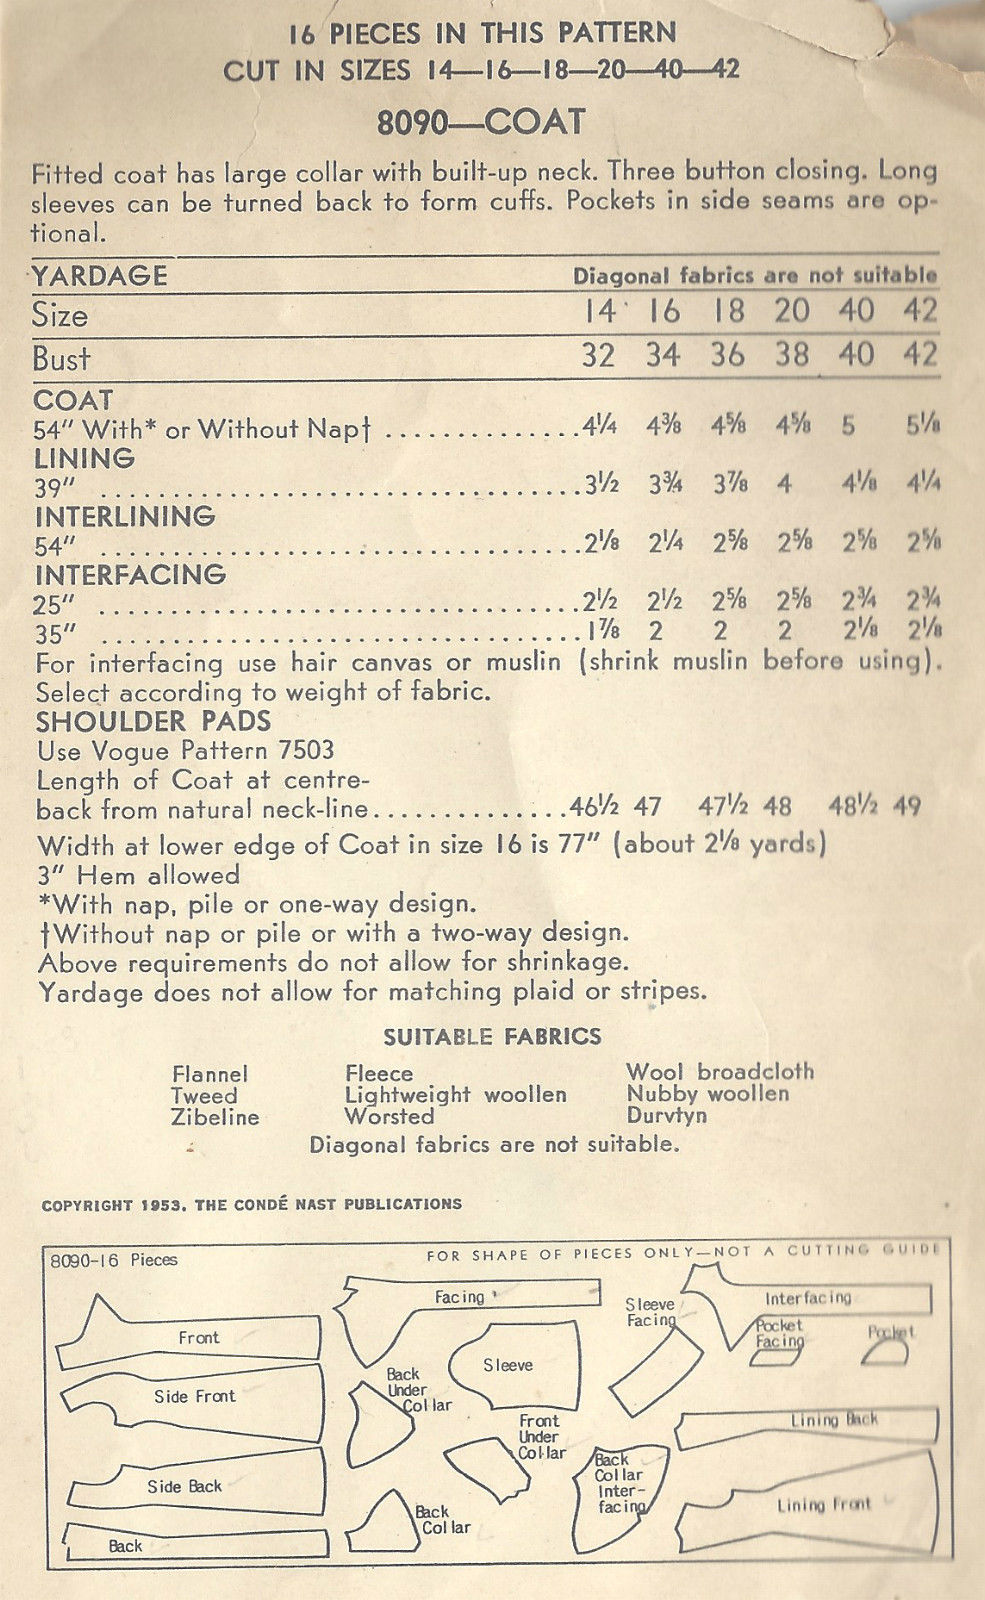 16 PIECES IN THIS PATTERN
CUT IN SIZES 14—16—18—20—40—42
8090—COAT
Fitted coat has large collar with built-up neck. Three button closing. Long
sleeves can be turned back to form cuffs. Pockets in side seams are op-
tional.
YARDAGE Diagonal fabrics are not suitable
Size 14 16 18 20 40 42
Bust 32 34 36 38 40 42
COAT
54" With* or Without Nap† ..............4¼ 4⅜ 4⅝ 4⅝ 5 5⅛
LINING
39" ...................................3½ 3¾ 3⅞ 4 4⅛ 4¼
INTERLINING
54" ...................................2⅛ 2¼ 2⅝ 2⅝ 2⅝ 2⅝
INTERFACING
25" ...................................2½ 2½ 2⅝ 2⅝ 2¾ 2¾
35" ...................................1⅞ 2 2 2 2⅛ 2⅛
For interfacing use hair canvas or muslin (shrink muslin before using).
Select according to weight of fabric.
SHOULDER PADS
Use Vogue Pattern 7503
Length of Coat at centre-
back from natural neck-line..............46½ 47 47½ 48 48½ 49
Width at lower edge of Coat in size 16 is 77" (about 2⅛ yards)
3" Hem allowed
*With nap, pile or one-way design.
†Without nap or pile or with a two-way design.
Above requirements do not allow for shrinkage.
Yardage does not allow for matching plaid or stripes.
SUITABLE FABRICS
Flannel Fleece Wool broadcloth
Tweed Lightweight woollen Nubby woollen
Zibeline Worsted Durvtyn
Diagonal fabrics are not suitable.
COPYRIGHT 1953, THE CONDÉ NAST PUBLICATIONS
8090-16 Pieces FOR SHAPE OF PIECES ONLY—NOT A CUTTING GUIDE
Front
Side Front
Side Back
Back
Facing
Sleeve
Back
Under
Collar
Front
Under
Collar
Back
Collar
Sleeve
Facing
Back
Collar
Inter-
facing
Interfacing
Pocket
Facing
Pocket
Lining Back
Lining Front